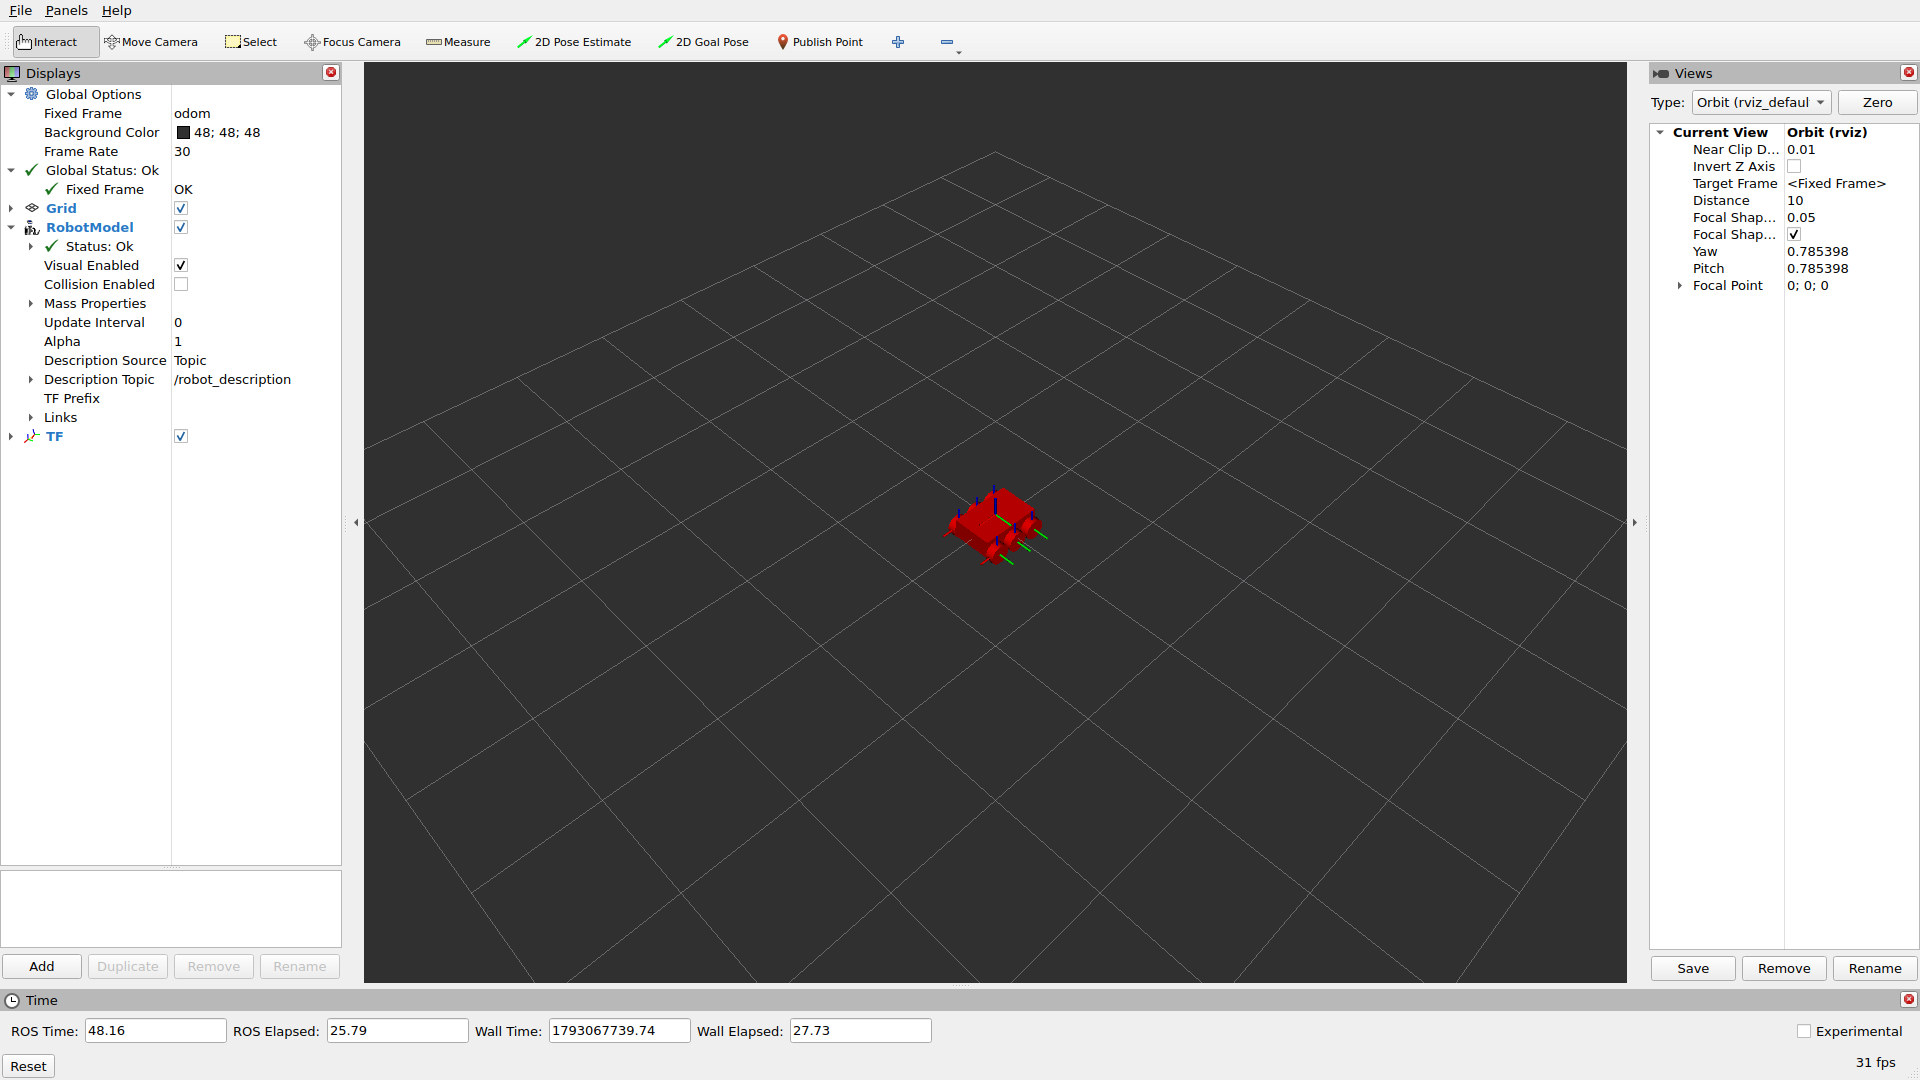 File Panels Help
Interact Move Camera Select Focus Camera Measure 2D Pose Estimate 2D Goal Pose Publish Point
Displays
Global Options
Fixed Frame odom
Background Color 48; 48; 48
Frame Rate 30
Global Status: Ok
Fixed Frame OK
Grid
RobotModel
Status: Ok
Visual Enabled
Collision Enabled
Mass Properties
Update Interval 0
Alpha 1
Description Source Topic
Description Topic /robot_description
TF Prefix
Links
TF
Add Duplicate Remove Rename
Views
Type: Orbit (rviz_defaul Zero
Current View Orbit (rviz)
Near Clip D... 0.01
Invert Z Axis
Target Frame <Fixed Frame>
Distance 10
Focal Shap... 0.05
Focal Shap...
Yaw 0.785398
Pitch 0.785398
Focal Point 0; 0; 0
Save Remove Rename
Time
ROS Time: 48.16 ROS Elapsed: 25.79 Wall Time: 1793067739.74 Wall Elapsed: 27.73 Experimental
Reset 31 fps